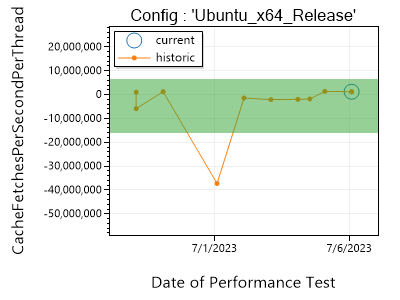 Config : 'Ubuntu_x64_Release'
current
historic
CacheFetchesPerSecondPerThread
20,000,000
10,000,000
0
-10,000,000
-20,000,000
-30,000,000
-40,000,000
-50,000,000
7/1/2023
7/6/2023
Date of Performance Test